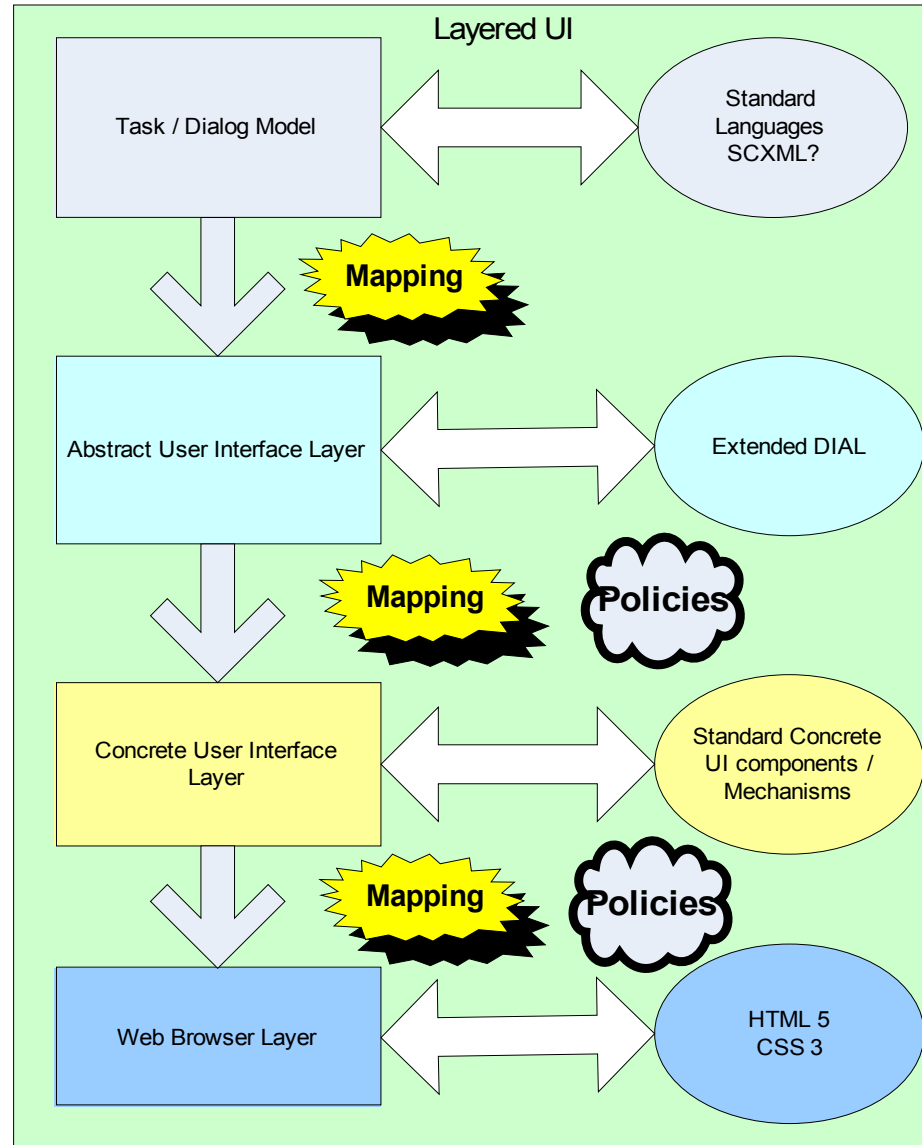 Layered UI
Task / Dialog Model
Standard
Languages
SCXML?
Mapping
Abstract User Interface Layer
Extended DIAL
Mapping
Policies
Concrete User Interface
Layer
Standard Concrete
UI components /
Mechanisms
Mapping
Policies
Web Browser Layer
HTML 5
CSS 3